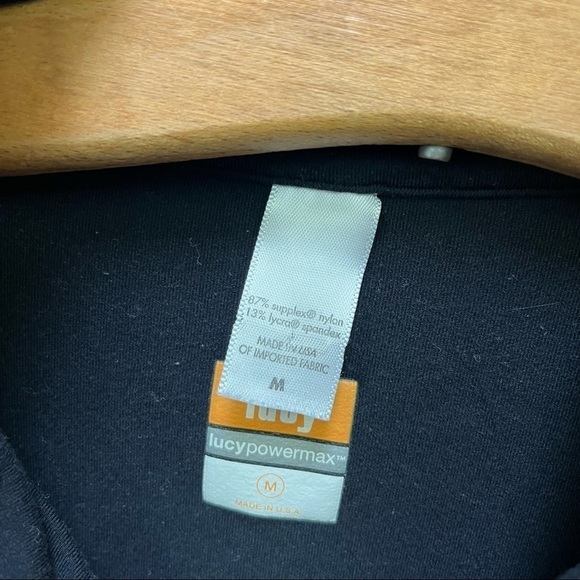 87% supplex® nylon
13% lycra® spandex
MADE IN USA
OF IMPORTED FABRIC
M
lucy
lucypowermax™
M
MADE IN U.S.A.